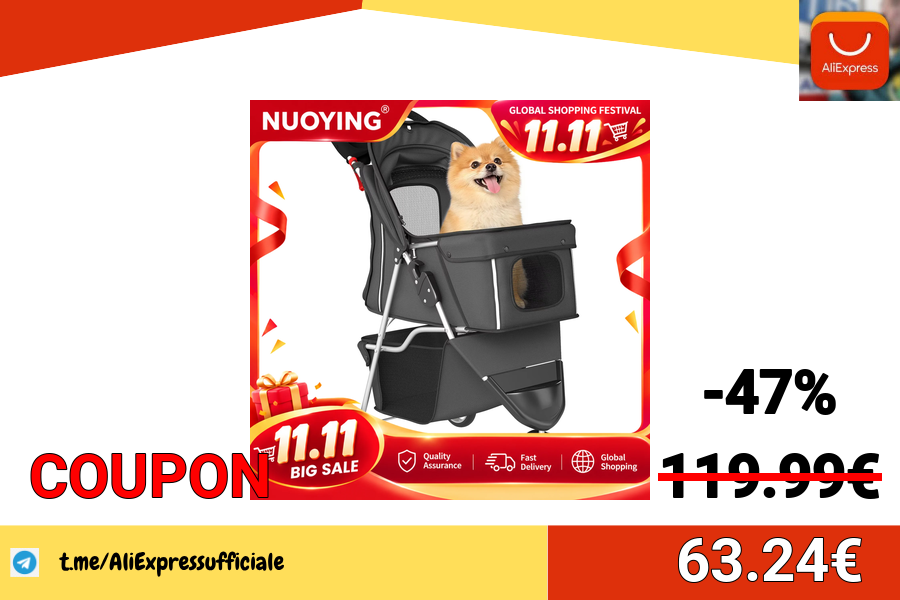 AliExpress
NUOYING®
GLOBAL SHOPPING FESTIVAL
11.11
-47%
11.11
BIG SALE
Quality
Assurance
Fast
Delivery
Global
Shopping
COUPON
119.99€
t.me/AliExpressufficiale
63.24€